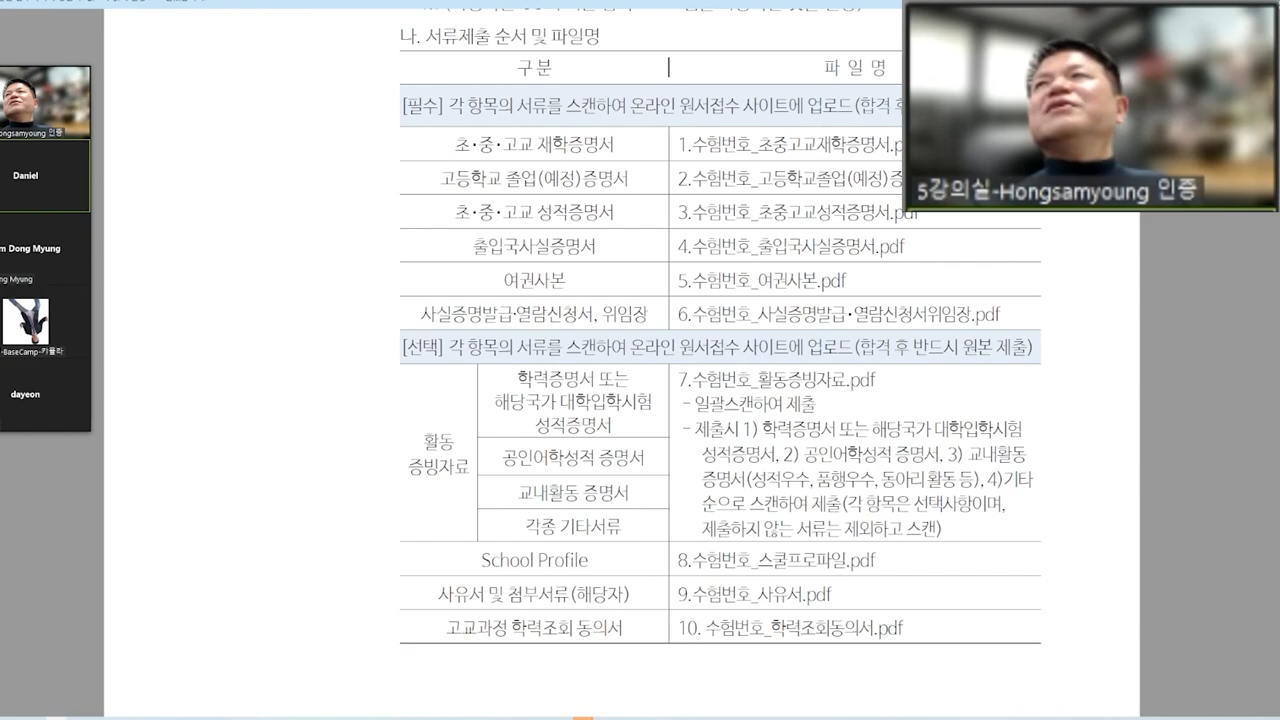 나. 서류제출 순서 및 파일명
구 분
파 일 명
[필수] 각 항목의 서류를 스캔하여 온라인 원서접수 사이트에 업로드(합격 후
초·중·고교 재학증명서
1.수험번호_초중고교재학증명서.p
고등학교 졸업(예정)증명서
2.수험번호_고등학교졸업(예정)증
초·중·고교 성적증명서
3.수험번호_초중고교성적증명서.pdf
출입국사실증명서
4.수험번호_출입국사실증명서.pdf
여권사본
5.수험번호_여권사본.pdf
사실증명발급·열람신청서, 위임장
6.수험번호_사실증명발급·열람신청서위임장.pdf
[선택] 각 항목의 서류를 스캔하여 온라인 원서접수 사이트에 업로드(합격 후 반드시 원본 제출)
활동
증빙자료
학력증명서 또는
해당국가 대학입학시험
성적증명서
공인어학성적 증명서
교내활동 증명서
각종 기타서류
7.수험번호_활동증빙자료.pdf
- 일괄스캔하여 제출
- 제출시 1) 학력증명서 또는 해당국가 대학입학시험
성적증명서, 2) 공인어학성적 증명서, 3) 교내활동
증명서(성적우수, 품행우수, 동아리 활동 등), 4)기타
순으로 스캔하여 제출(각 항목은 선택사항이며,
제출하지 않는 서류는 제외하고 스캔)
School Profile
8.수험번호_스쿨프로파일.pdf
사유서 및 첨부서류(해당자)
9.수험번호_사유서.pdf
고교과정 학력조회 동의서
10. 수험번호_학력조회동의서.pdf
5강의실-Hongsamyoung 인증
ongsamyoung 인증
Daniel
m Dong Myung
ng Myung
-BaseCamp-카뮬라
dayeon